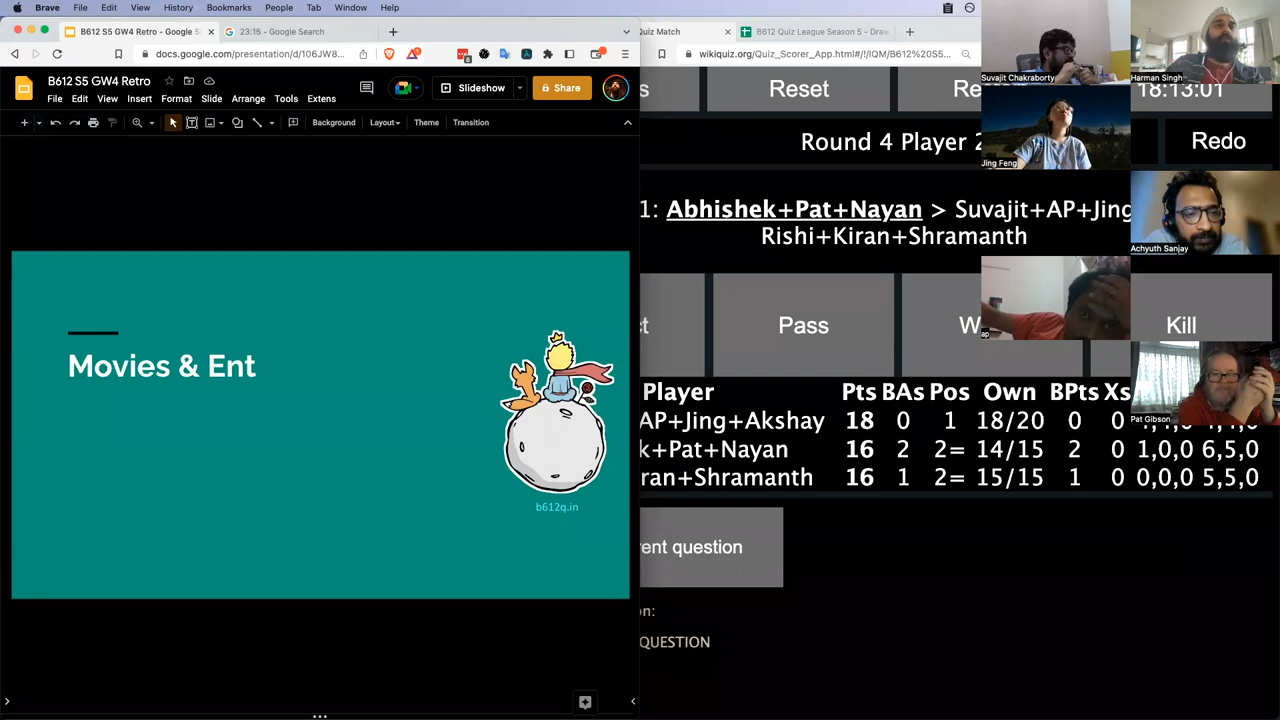 Brave File Edit View History Bookmarks People Tab Window Help
B612 S5 GW4 Retro - Google S
23:15 - Google Search
Quiz Match
B612 Quiz League Season 5 - Draw
docs.google.com/presentation/d/106JW8...
wikiquiz.org/Quiz_Scorer_App.html#/!/IQM/B612%20S5...
B612 S5 GW4 Retro
File Edit View Insert Format Slide Arrange Tools Extens
Slideshow
Share
Background Layout Theme Transition
Movies & Ent
b612q.in
s
Reset
Re
18:13:01
Round 4 Player 2
Redo
1: Abhishek+Pat+Nayan > Suvajit+AP+Jing
Rishi+Kiran+Shramanth
ct
Pass
W
Kill
Player Pts BAs Pos Own BPts Xs
AP+Jing+Akshay 18 0 1 18/20 0 0
k+Pat+Nayan 16 2 2= 14/15 2 0 1,0,0 6,5,0
ran+Shramanth 16 1 2= 15/15 1 0 0,0,0 5,5,0
rent question
on:
QUESTION
Suvajit Chakraborty
Harman Singh
Jing Feng
Achyuth Sanjay
ap
Pat Gibson